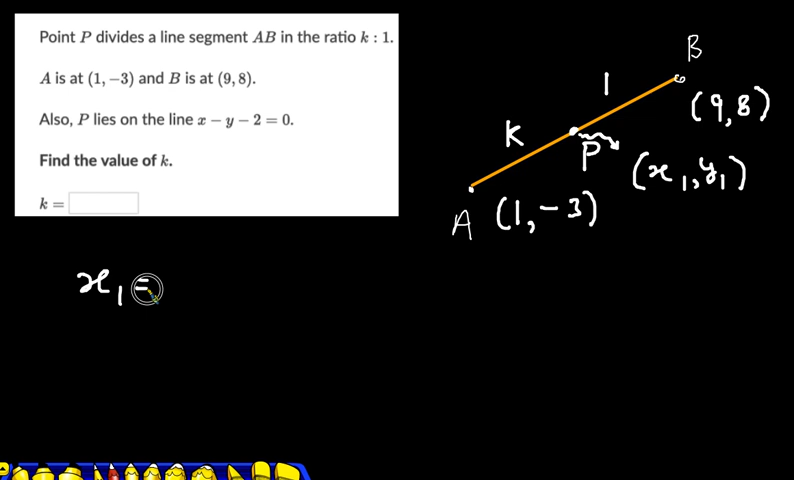 Point P divides a line segment AB in the ratio k : 1.
A is at (1, −3) and B is at (9, 8).
Also, P lies on the line x − y − 2 = 0.
Find the value of k.
k =
B
1
(9,8)
K
P
(x₁,y₁)
A (1,-3)
x₁ =